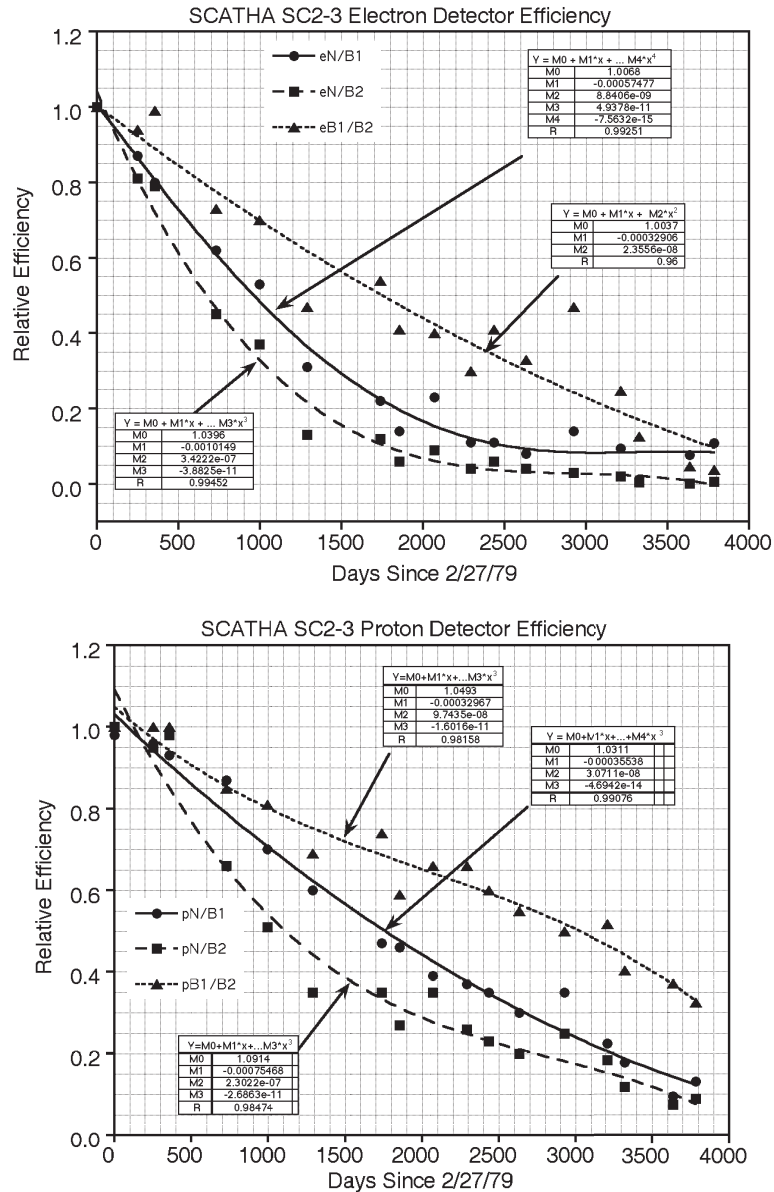 SCATHA SC2-3 Electron Detector Efficiency
1.2
1.0
0.8
0.6
0.4
0.2
0.0
Relative Efficiency
eN/B1
eN/B2
eB1/B2
Y = M0 + M1*x + ... M4*x4
M0 1.0068
M1 -0.00057477
M2 8.8406e-09
M3 4.9378e-11
M4 -7.5632e-15
R 0.99251
Y = M0 + M1*x + M2*x2
M0 1.0037
M1 -0.00032906
M2 2.3556e-08
R 0.96
Y = M0 + M1*x + ... M3*x3
M0 1.0396
M1 -0.0010149
M2 3.4222e-07
M3 -3.8825e-11
R 0.99452
0 500 1000 1500 2000 2500 3000 3500 4000
Days Since 2/27/79
SCATHA SC2-3 Proton Detector Efficiency
1.2
1.0
0.8
0.6
0.4
0.2
0.0
Relative Efficiency
Y=M0+M1*x+...M3*x3
M0 1.0493
M1 -0.00032967
M2 9.7435e-08
M3 -1.6016e-11
R 0.98158
Y = M0+M1*x+...+M4*x 3
M0 1.0311
M1 -0.00035538
M2 3.0711e-08
M3 -4.6942e-14
R 0.99076
pN/B1
pN/B2
pB1/B2
Y=M0+M1*x+...M3*x3
M0 1.0914
M1 -0.00075468
M2 2.3022e-07
M3 -2.6863e-11
R 0.98474
0 500 1000 1500 2000 2500 3000 3500 4000
Days Since 2/27/79